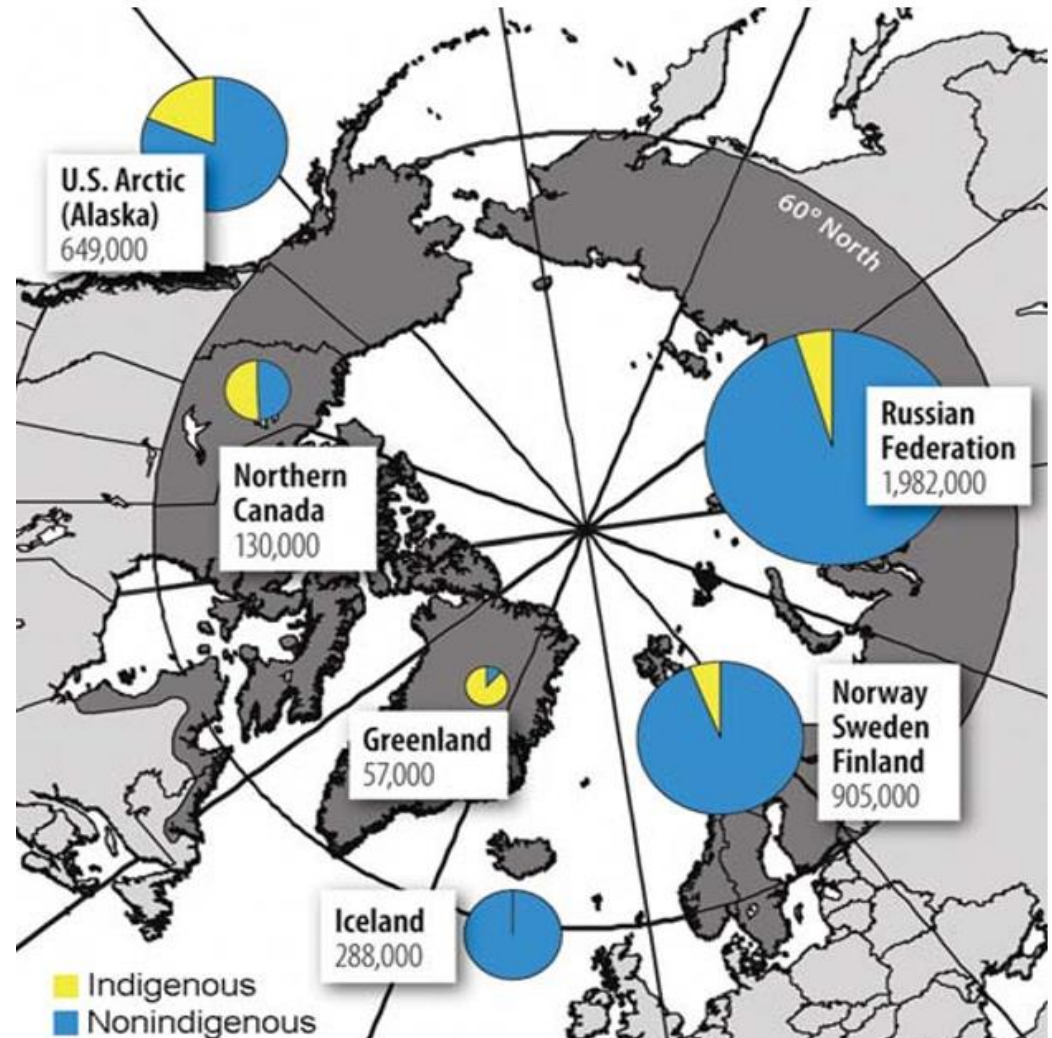 U.S. Arctic
(Alaska)
649,000
60° North
Russian
Federation
1,982,000
Northern
Canada
130,000
Greenland
57,000
Norway
Sweden
Finland
905,000
Iceland
288,000
Indigenous
Nonindigenous